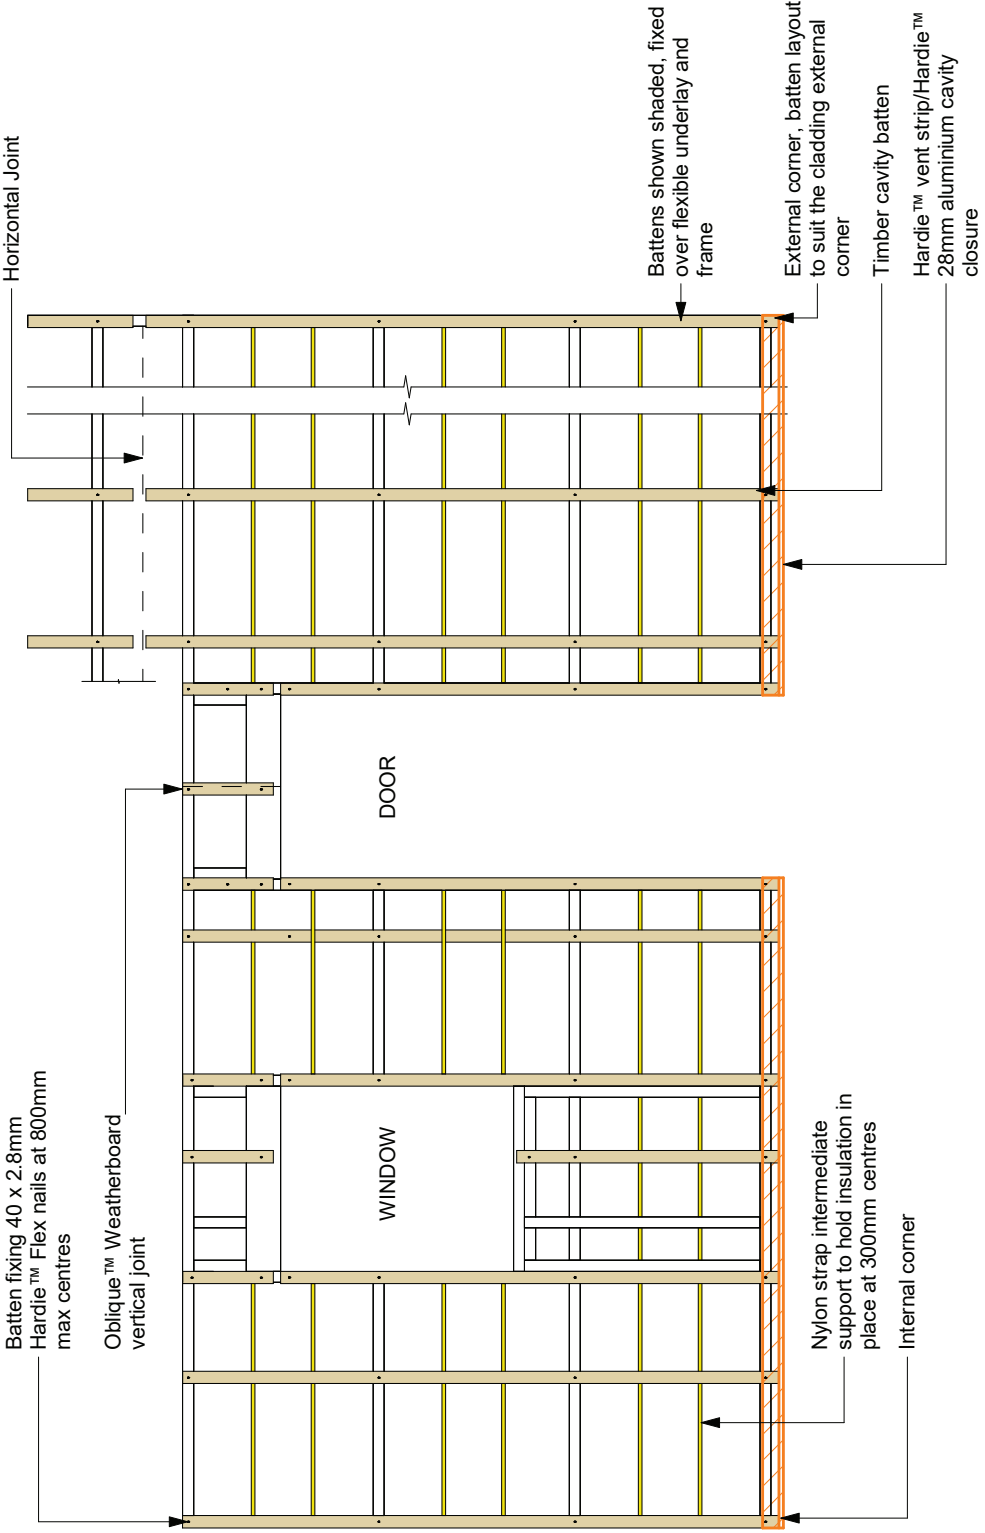 Batten fixing 40 x 2.8mm
Hardie™ Flex nails at 800mm
max centres
Oblique™ Weatherboard
vertical joint
Horizontal Joint
WINDOW
DOOR
Battens shown shaded, fixed
over flexible underlay and
frame
External corner, batten layout
to suit the cladding external
corner
Timber cavity batten
Hardie™ vent strip/Hardie™
28mm aluminium cavity
closure
Nylon strap intermediate
support to hold insulation in
place at 300mm centres
Internal corner